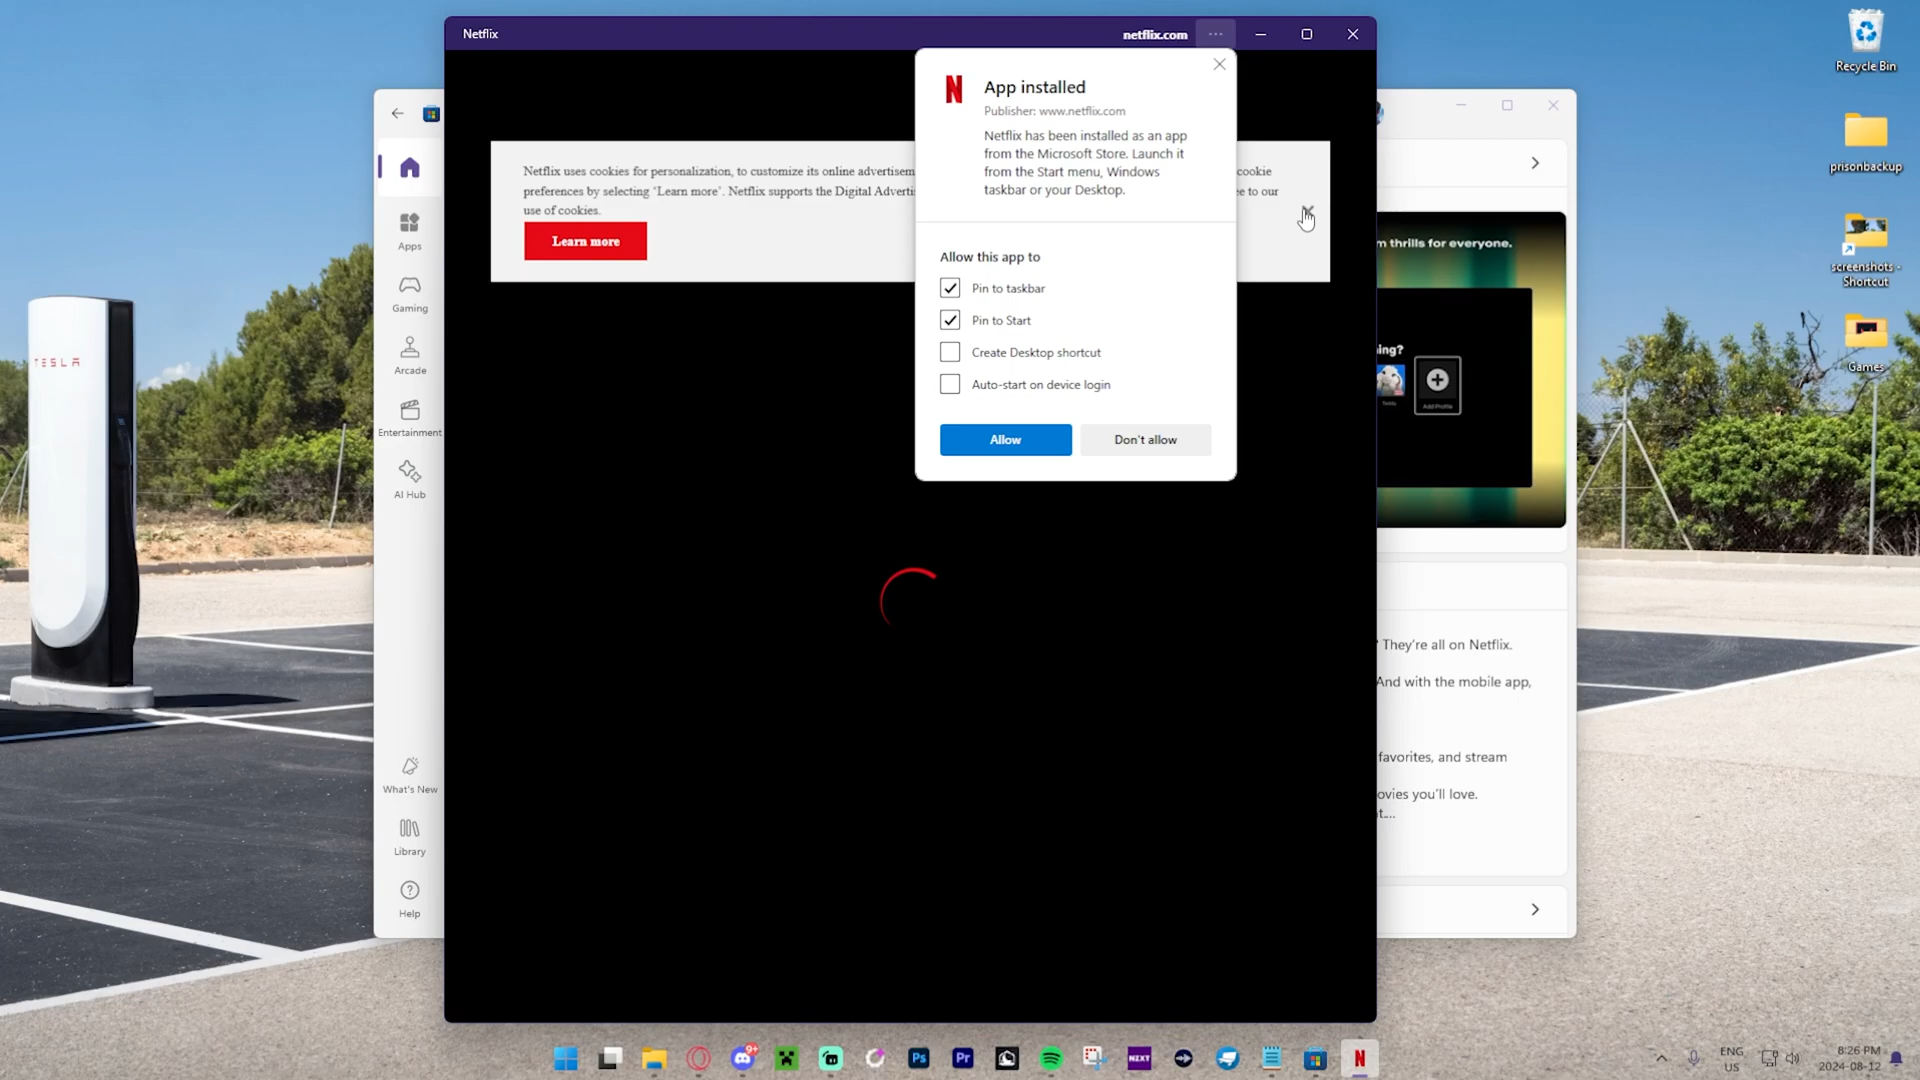 Netflix
netflix.com
App installed
Publisher: www.netflix.com
Netflix has been installed as an app
from the Microsoft Store. Launch it
from the Start menu, Windows
taskbar or your Desktop.
Allow this app to
Pin to taskbar
Pin to Start
Create Desktop shortcut
Auto-start on device login
Allow
Don't allow
Netflix uses cookies for personalization, to customize its online advertisem
cookie
preferences by selecting 'Learn more'. Netflix supports the Digital Adverti
e to our
use of cookies.
Learn more
Apps
Gaming
Arcade
Entertainment
AI Hub
What's New
Library
Help
m thrills for everyone.
ing?
Add Profile
They're all on Netflix.
And with the mobile app,
favorites, and stream
ovies you'll love.
t...
TESLA
Recycle Bin
prisonbackup
screenshots -
Shortcut
Games
9+
Ps
Pr
NZXT
N
ENG
US
8:26 PM
2024-08-12